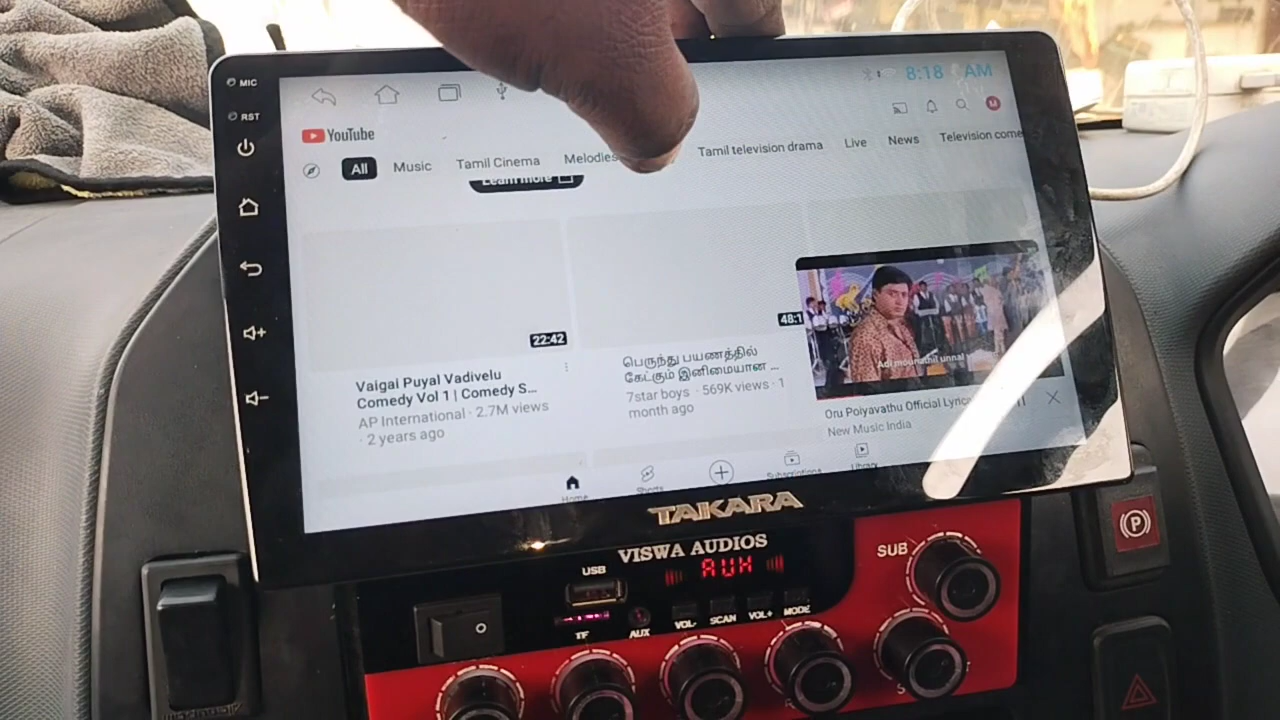 MIC
RST
8:18 AM
YouTube
All Music Tamil Cinema Melodies Tamil television drama Live News Television come
Learn more
22:42
48:1
Vaigai Puyal Vadivelu
Comedy Vol 1 | Comedy S...
AP International · 2.7M views
· 2 years ago
பெருந்து பயணத்தில்
கேட்கும் இனிமையான ...
7star boys · 569K views · 1
month ago
Adi mounathil unnai
Oru Poiyavathu Official Lyric
New Music India
Home Shorts Subscriptions Library
TAKARA
VISWA AUDIOS
USB
AUX
TF AUX VOL- SCAN VOL+ MODE
SUB
P